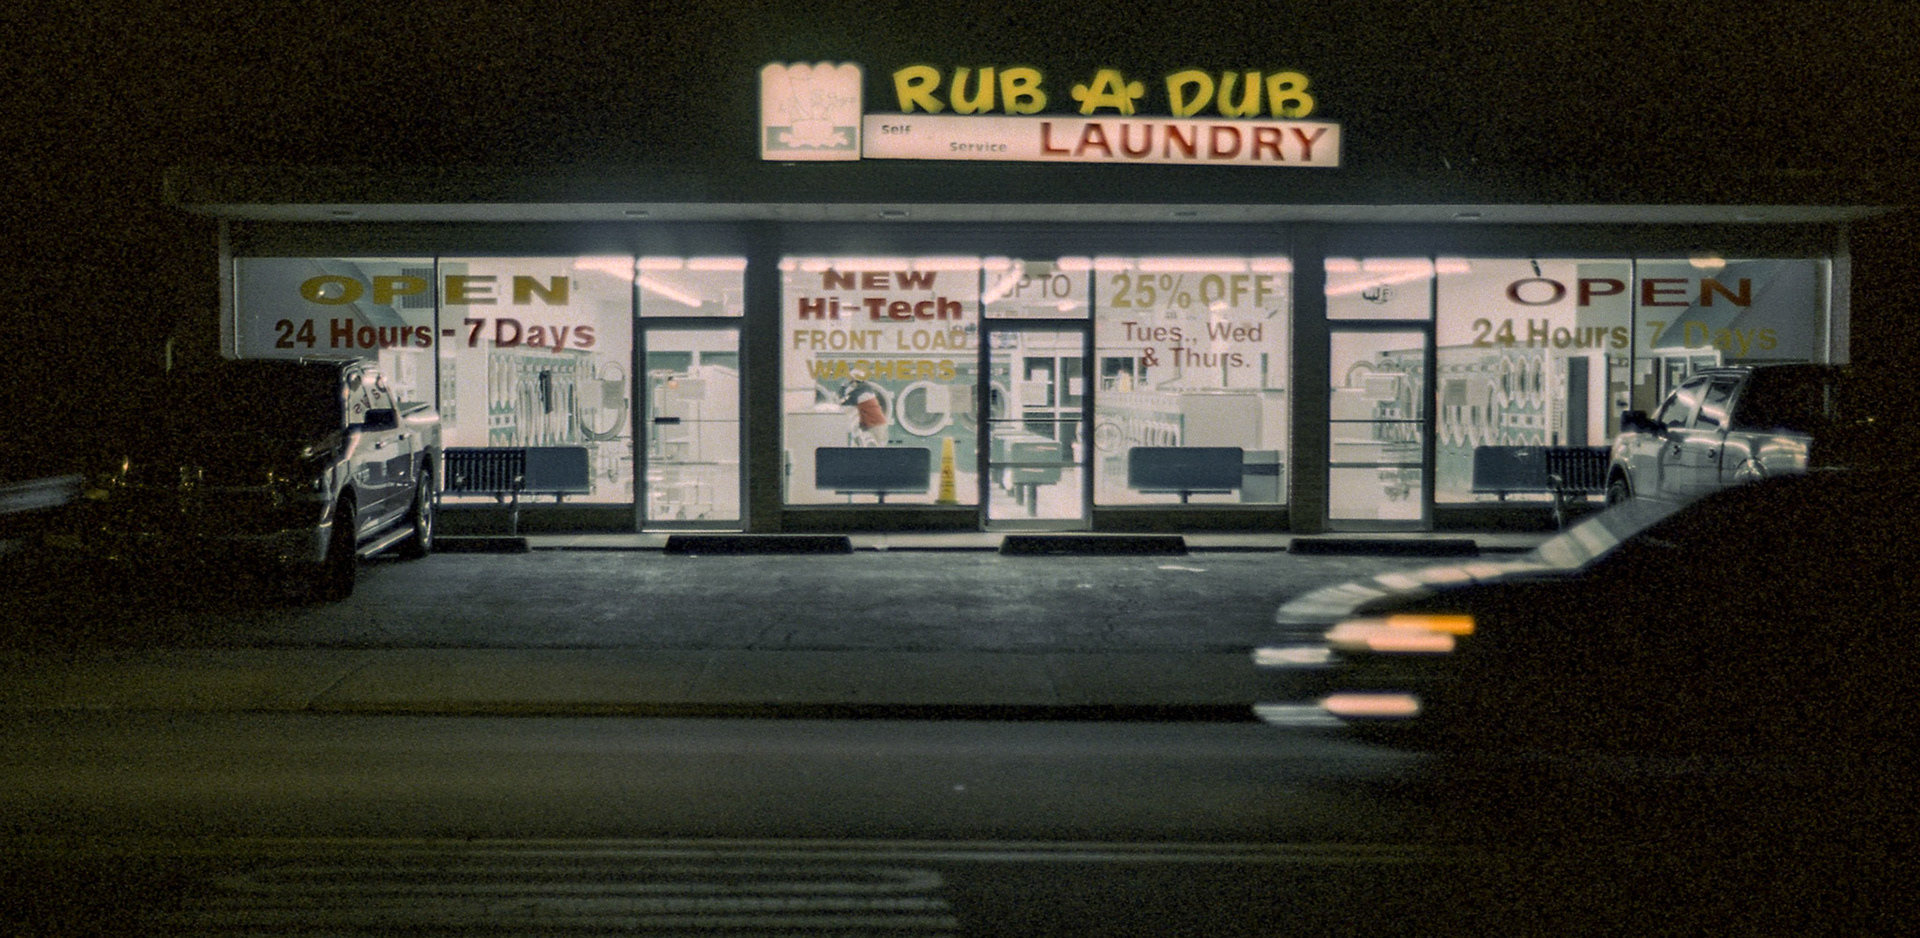 RUB A DUB
Self
Service
LAUNDRY
OPEN
24 Hours - 7 Days
NEW
Hi-Tech
FRONT LOAD
WASHERS
UP TO
25% OFF
Tues., Wed
& Thurs.
OPEN
24 Hours 7 Days